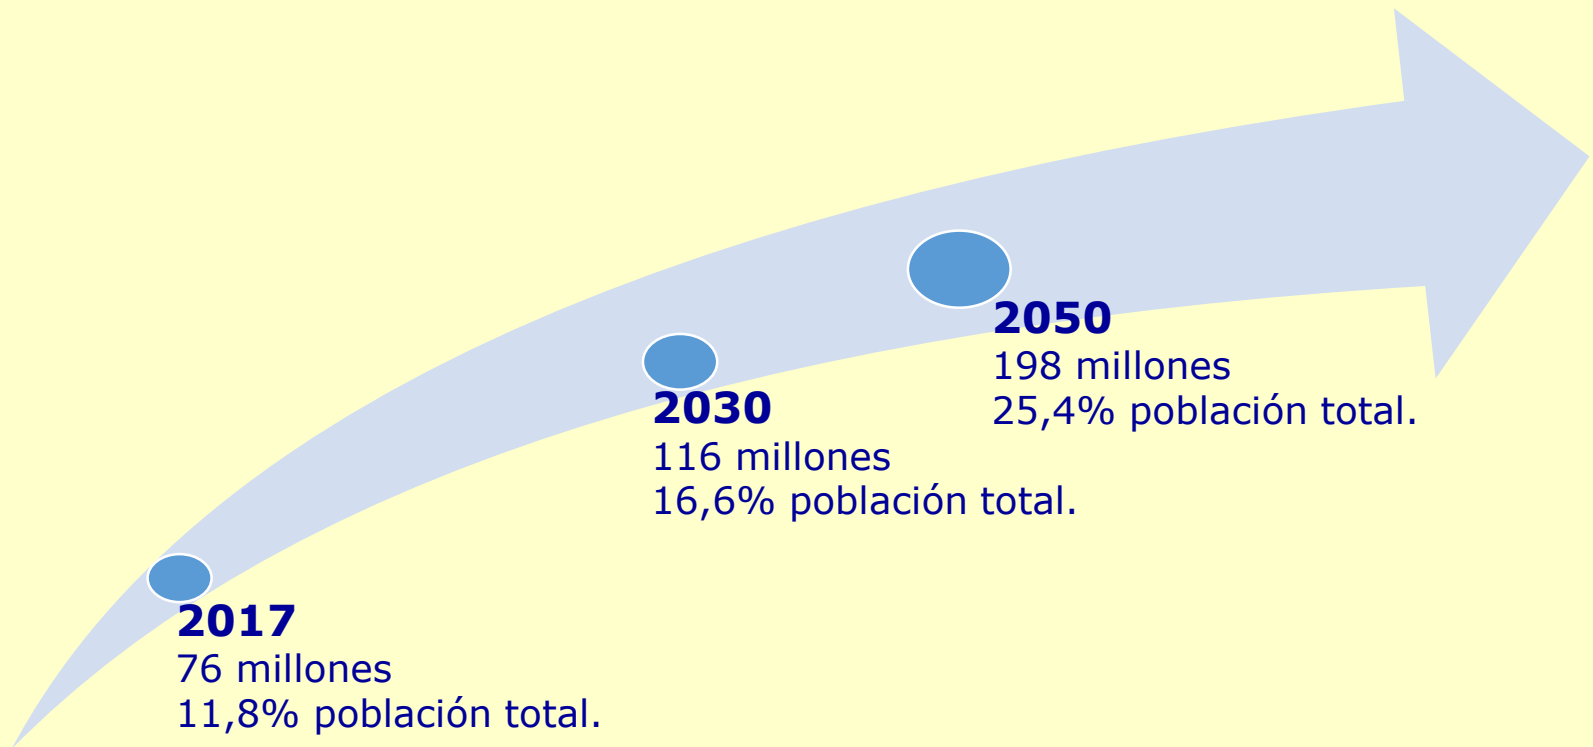 2050
198 millones
25,4% población total.
2030
116 millones
16,6% población total.
2017
76 millones
11,8% población total.